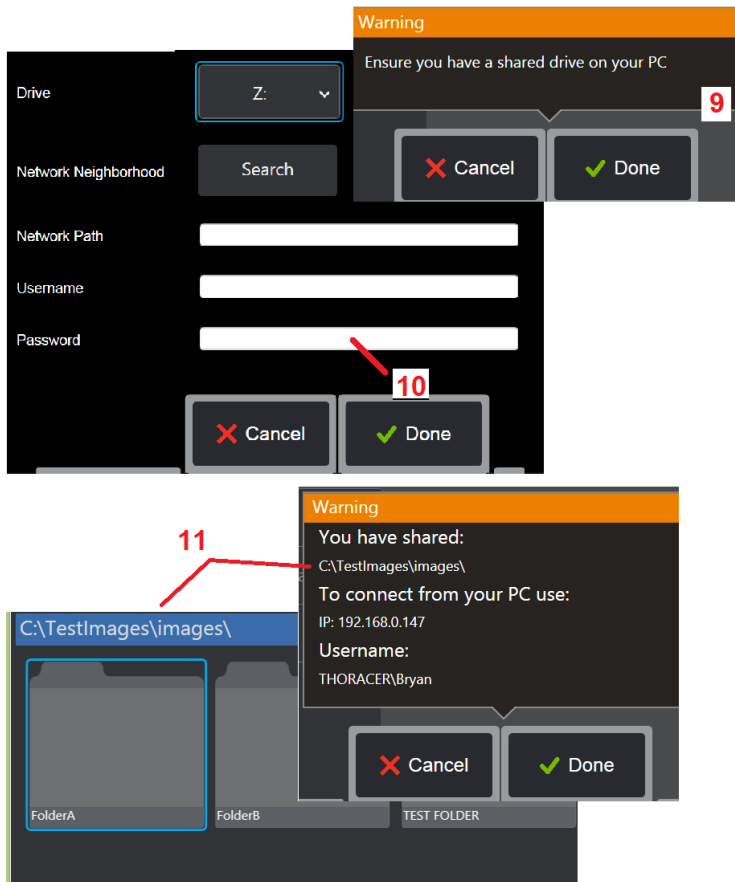 Warning
Ensure you have a shared drive on your PC
9
Cancel
Done
Drive
Z:
Network Neighborhood
Search
Network Path
Username
Password
10
Cancel
Done
11
Warning
You have shared:
C:\TestImages\images\
To connect from your PC use:
IP: 192.168.0.147
Username:
THORACER\Bryan
Cancel
Done
C:\TestImages\images\
FolderA
FolderB
TEST FOLDER